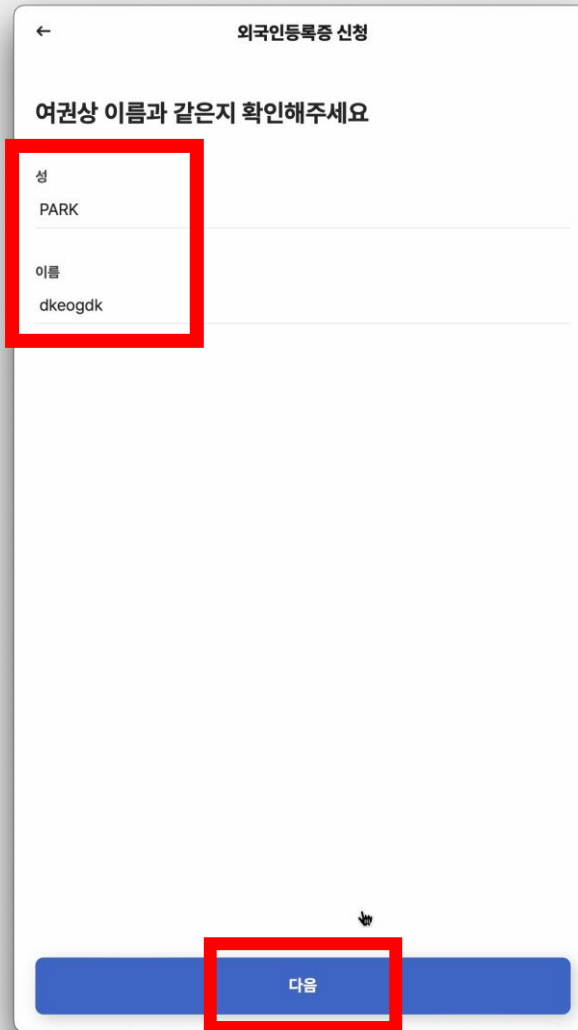 외국인등록증 신청
여권상 이름과 같은지 확인해주세요
성
PARK
이름
dkeogdk
다음